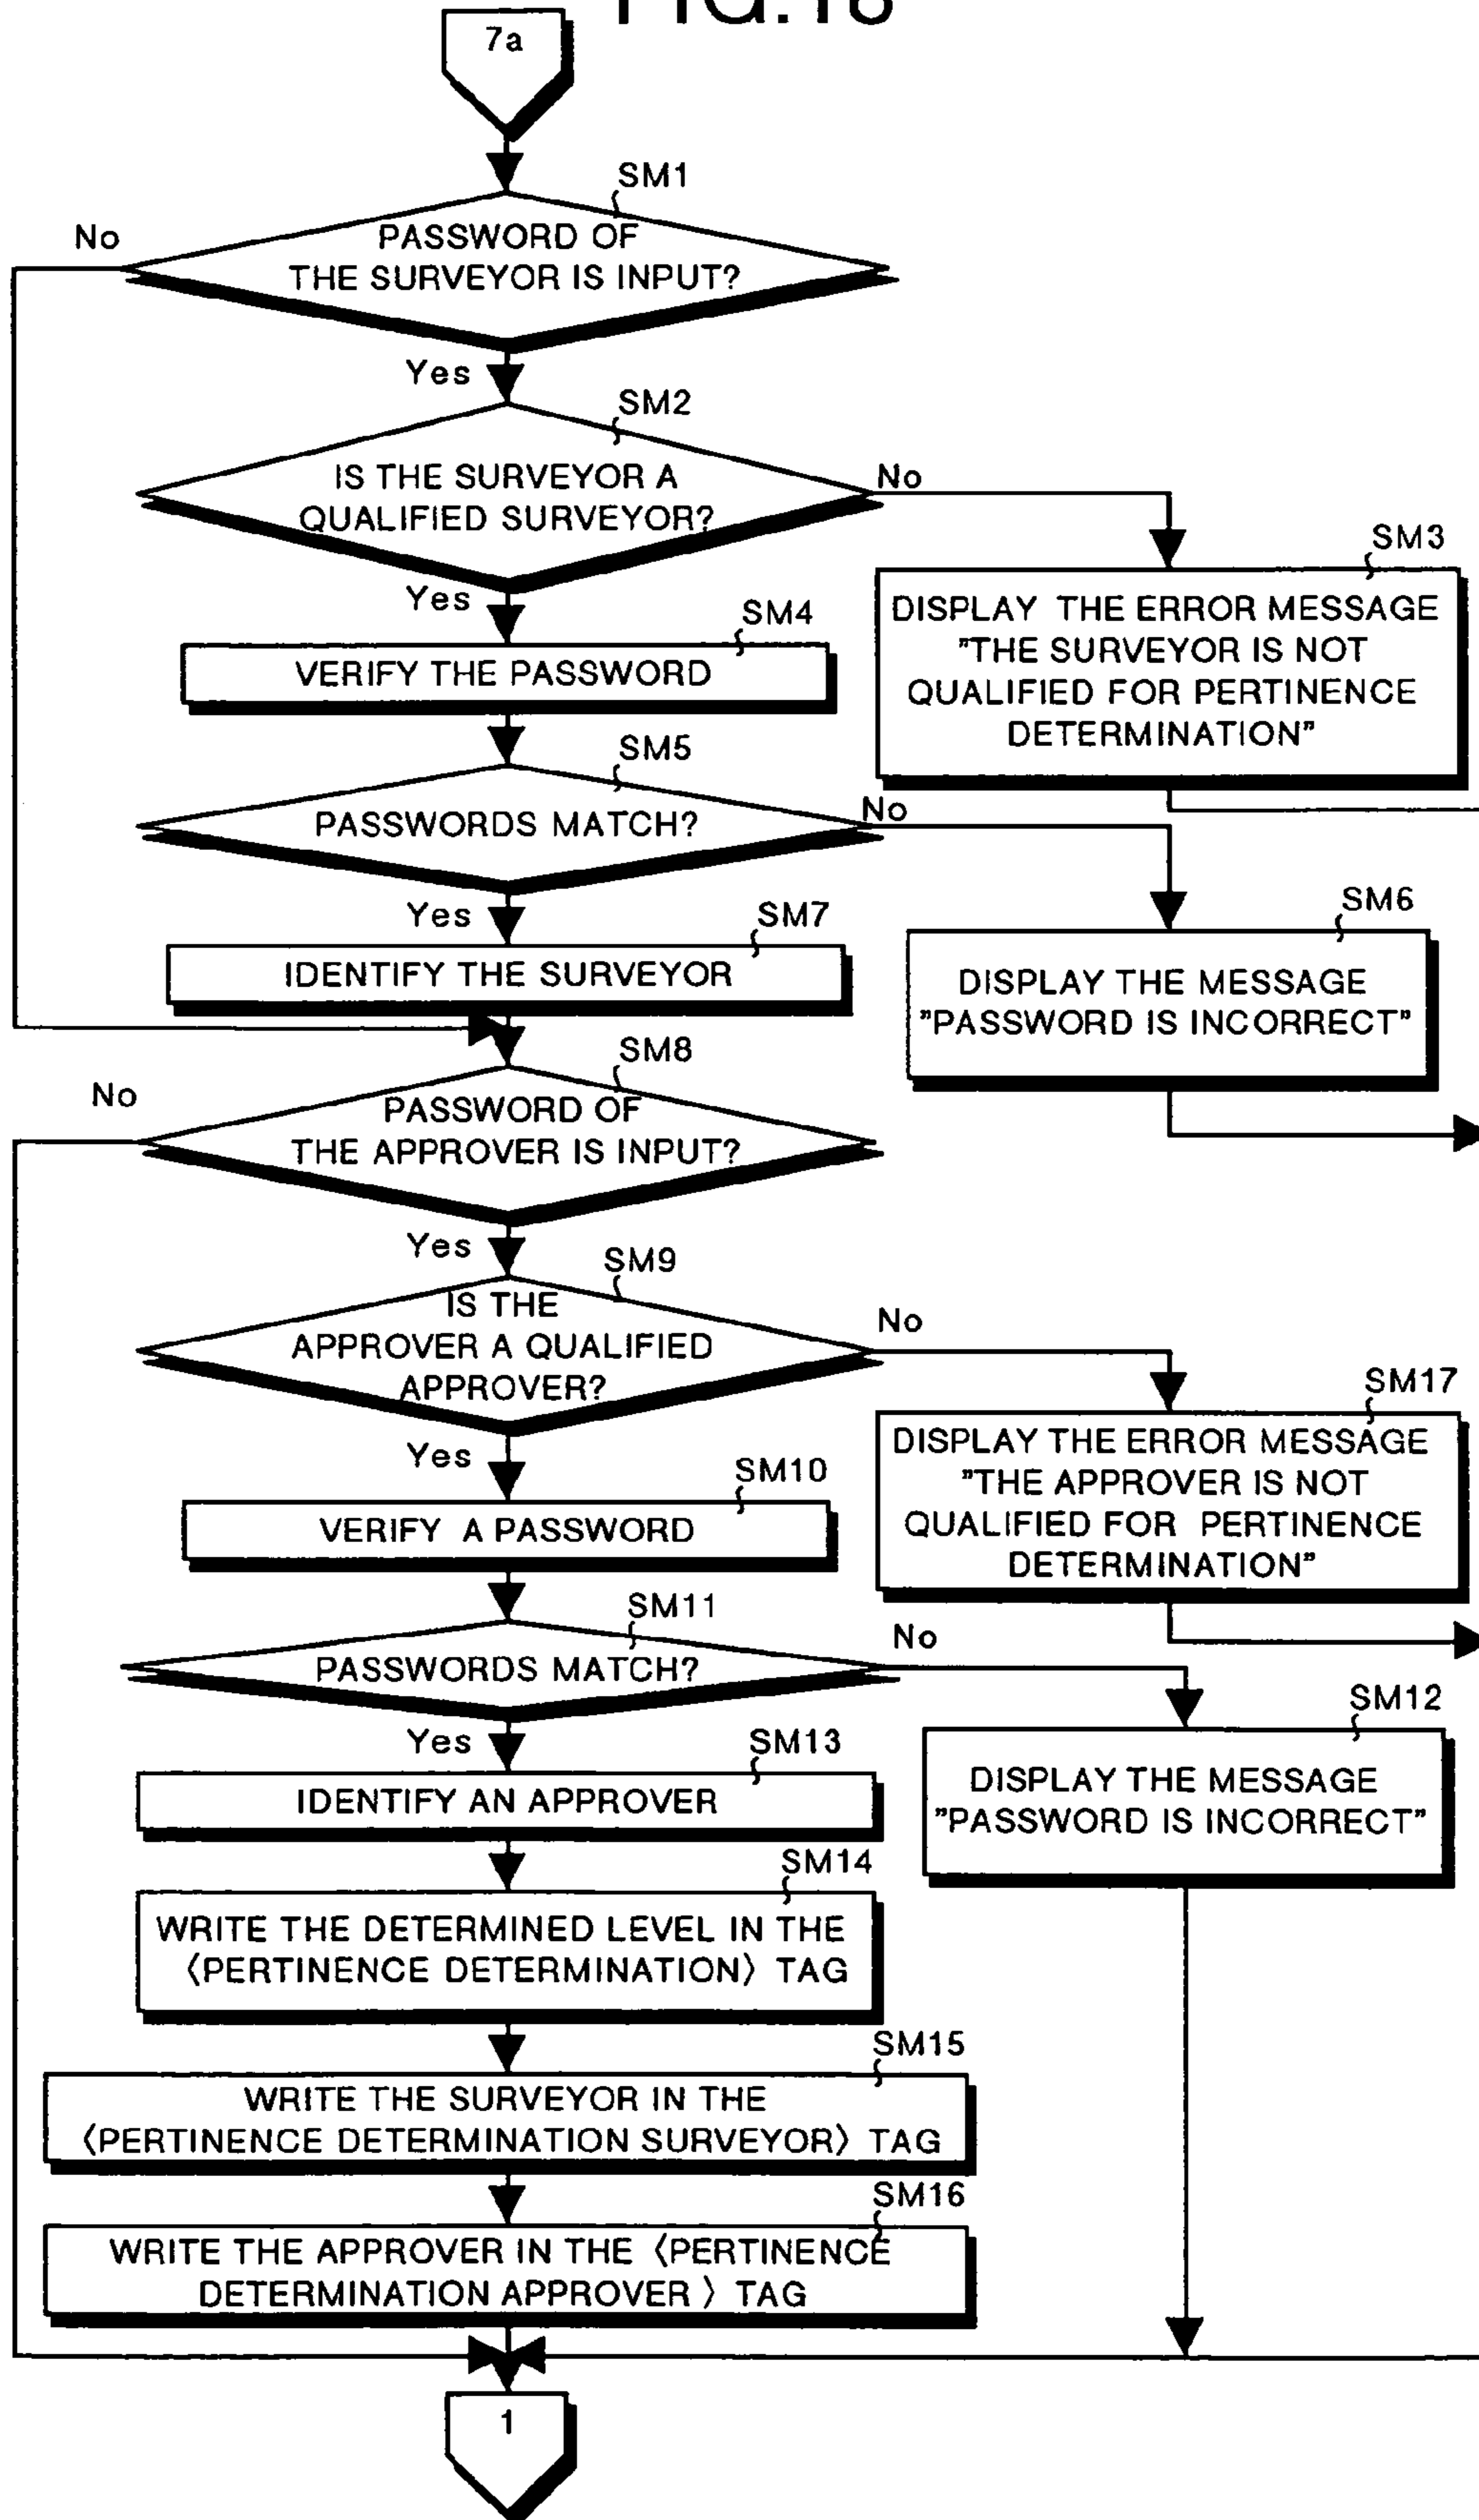 7a
SM1
No
PASSWORD OF
THE SURVEYOR IS INPUT?
Yes
SM2
IS THE SURVEYOR A
QUALIFIED SURVEYOR?
No
SM3
DISPLAY THE ERROR MESSAGE
"THE SURVEYOR IS NOT
QUALIFIED FOR PERTINENCE
DETERMINATION"
Yes
SM4
VERIFY THE PASSWORD
SM5
PASSWORDS MATCH?
No
SM6
DISPLAY THE MESSAGE
"PASSWORD IS INCORRECT"
Yes
SM7
IDENTIFY THE SURVEYOR
SM8
No
PASSWORD OF
THE APPROVER IS INPUT?
Yes
SM9
IS THE
APPROVER A QUALIFIED
APPROVER?
No
SM17
DISPLAY THE ERROR MESSAGE
"THE APPROVER IS NOT
QUALIFIED FOR PERTINENCE
DETERMINATION"
Yes
SM10
VERIFY A PASSWORD
SM11
PASSWORDS MATCH?
No
SM12
DISPLAY THE MESSAGE
"PASSWORD IS INCORRECT"
Yes
SM13
IDENTIFY AN APPROVER
SM14
WRITE THE DETERMINED LEVEL IN THE
〈PERTINENCE DETERMINATION〉 TAG
SM15
WRITE THE SURVEYOR IN THE
〈PERTINENCE DETERMINATION SURVEYOR〉 TAG
SM16
WRITE THE APPROVER IN THE 〈PERTINENCE
DETERMINATION APPROVER 〉 TAG
1